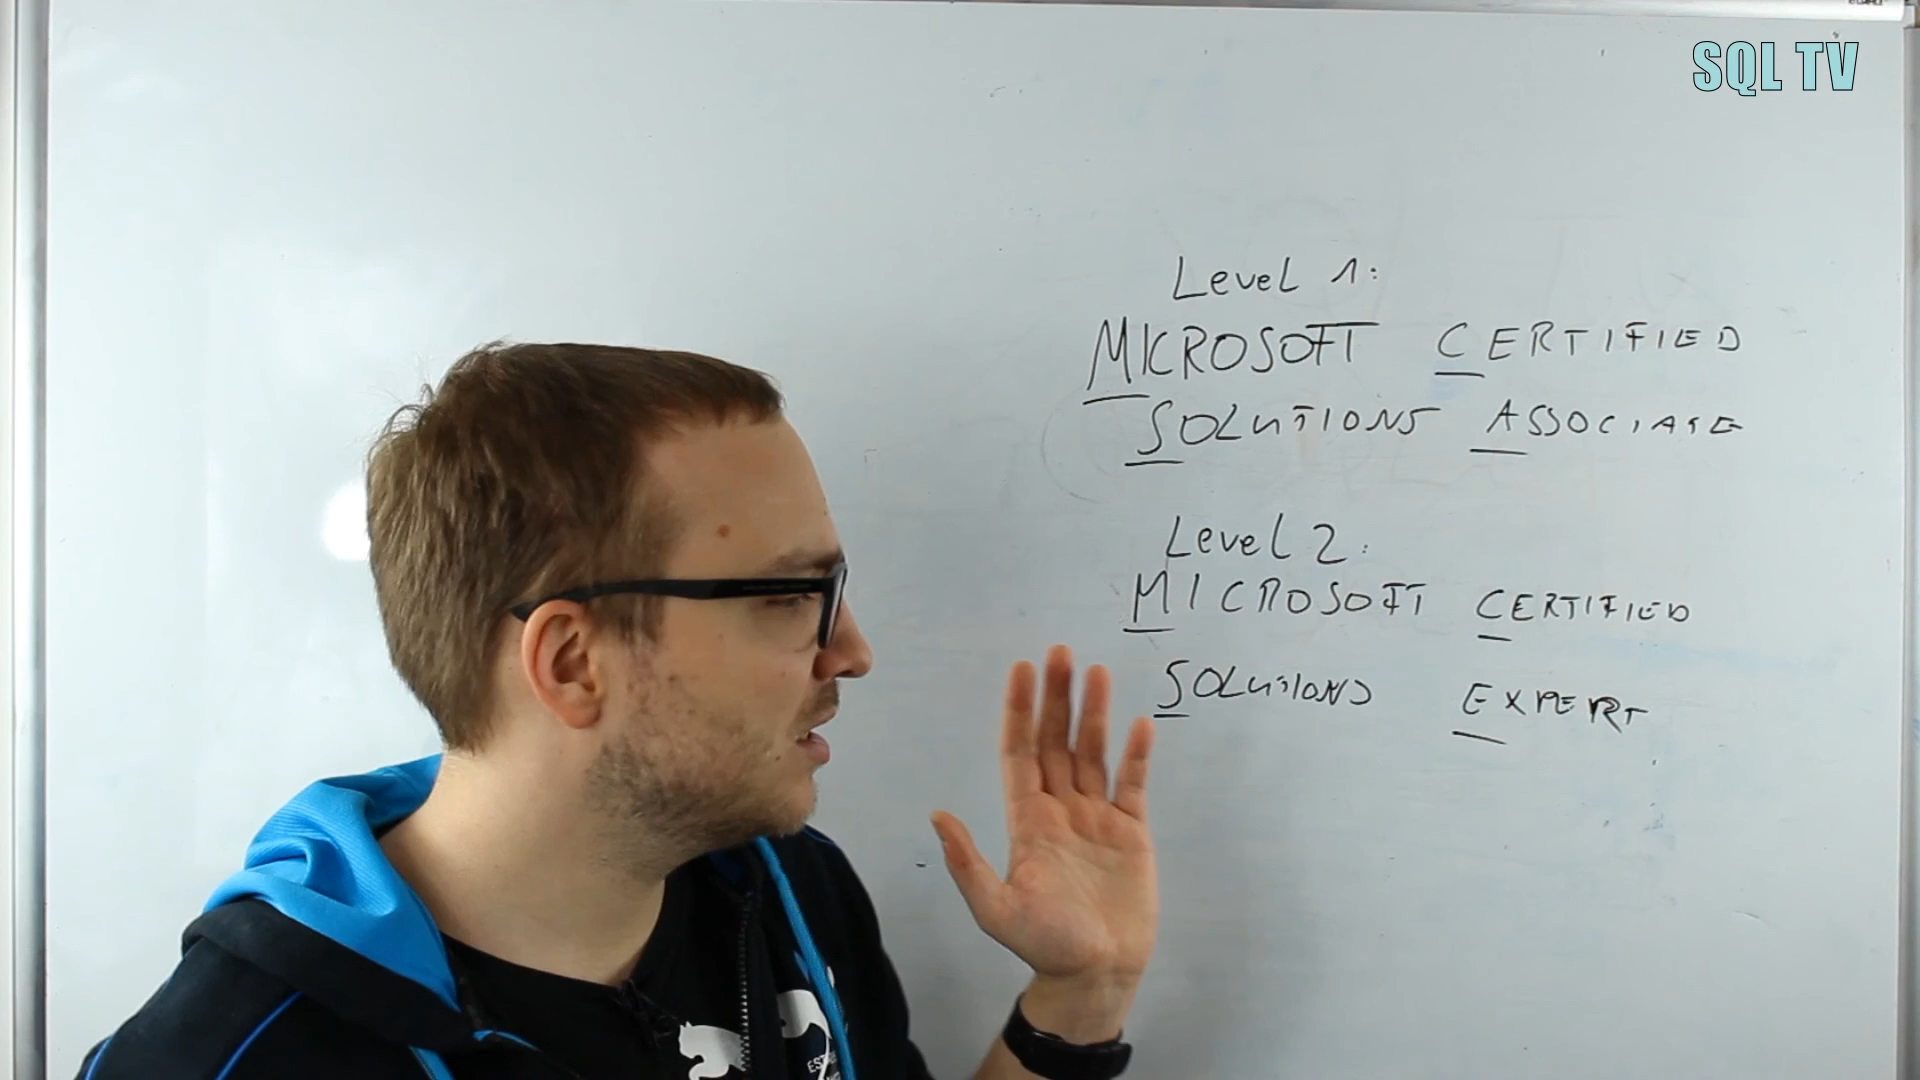 SQL TV
Level 1:
MICROSOFT CERTIFIED
SOLUTIONS ASSOCIATE
Level 2:
MICROSOFT CERTIFIED
SOLUTIONS EXPERT